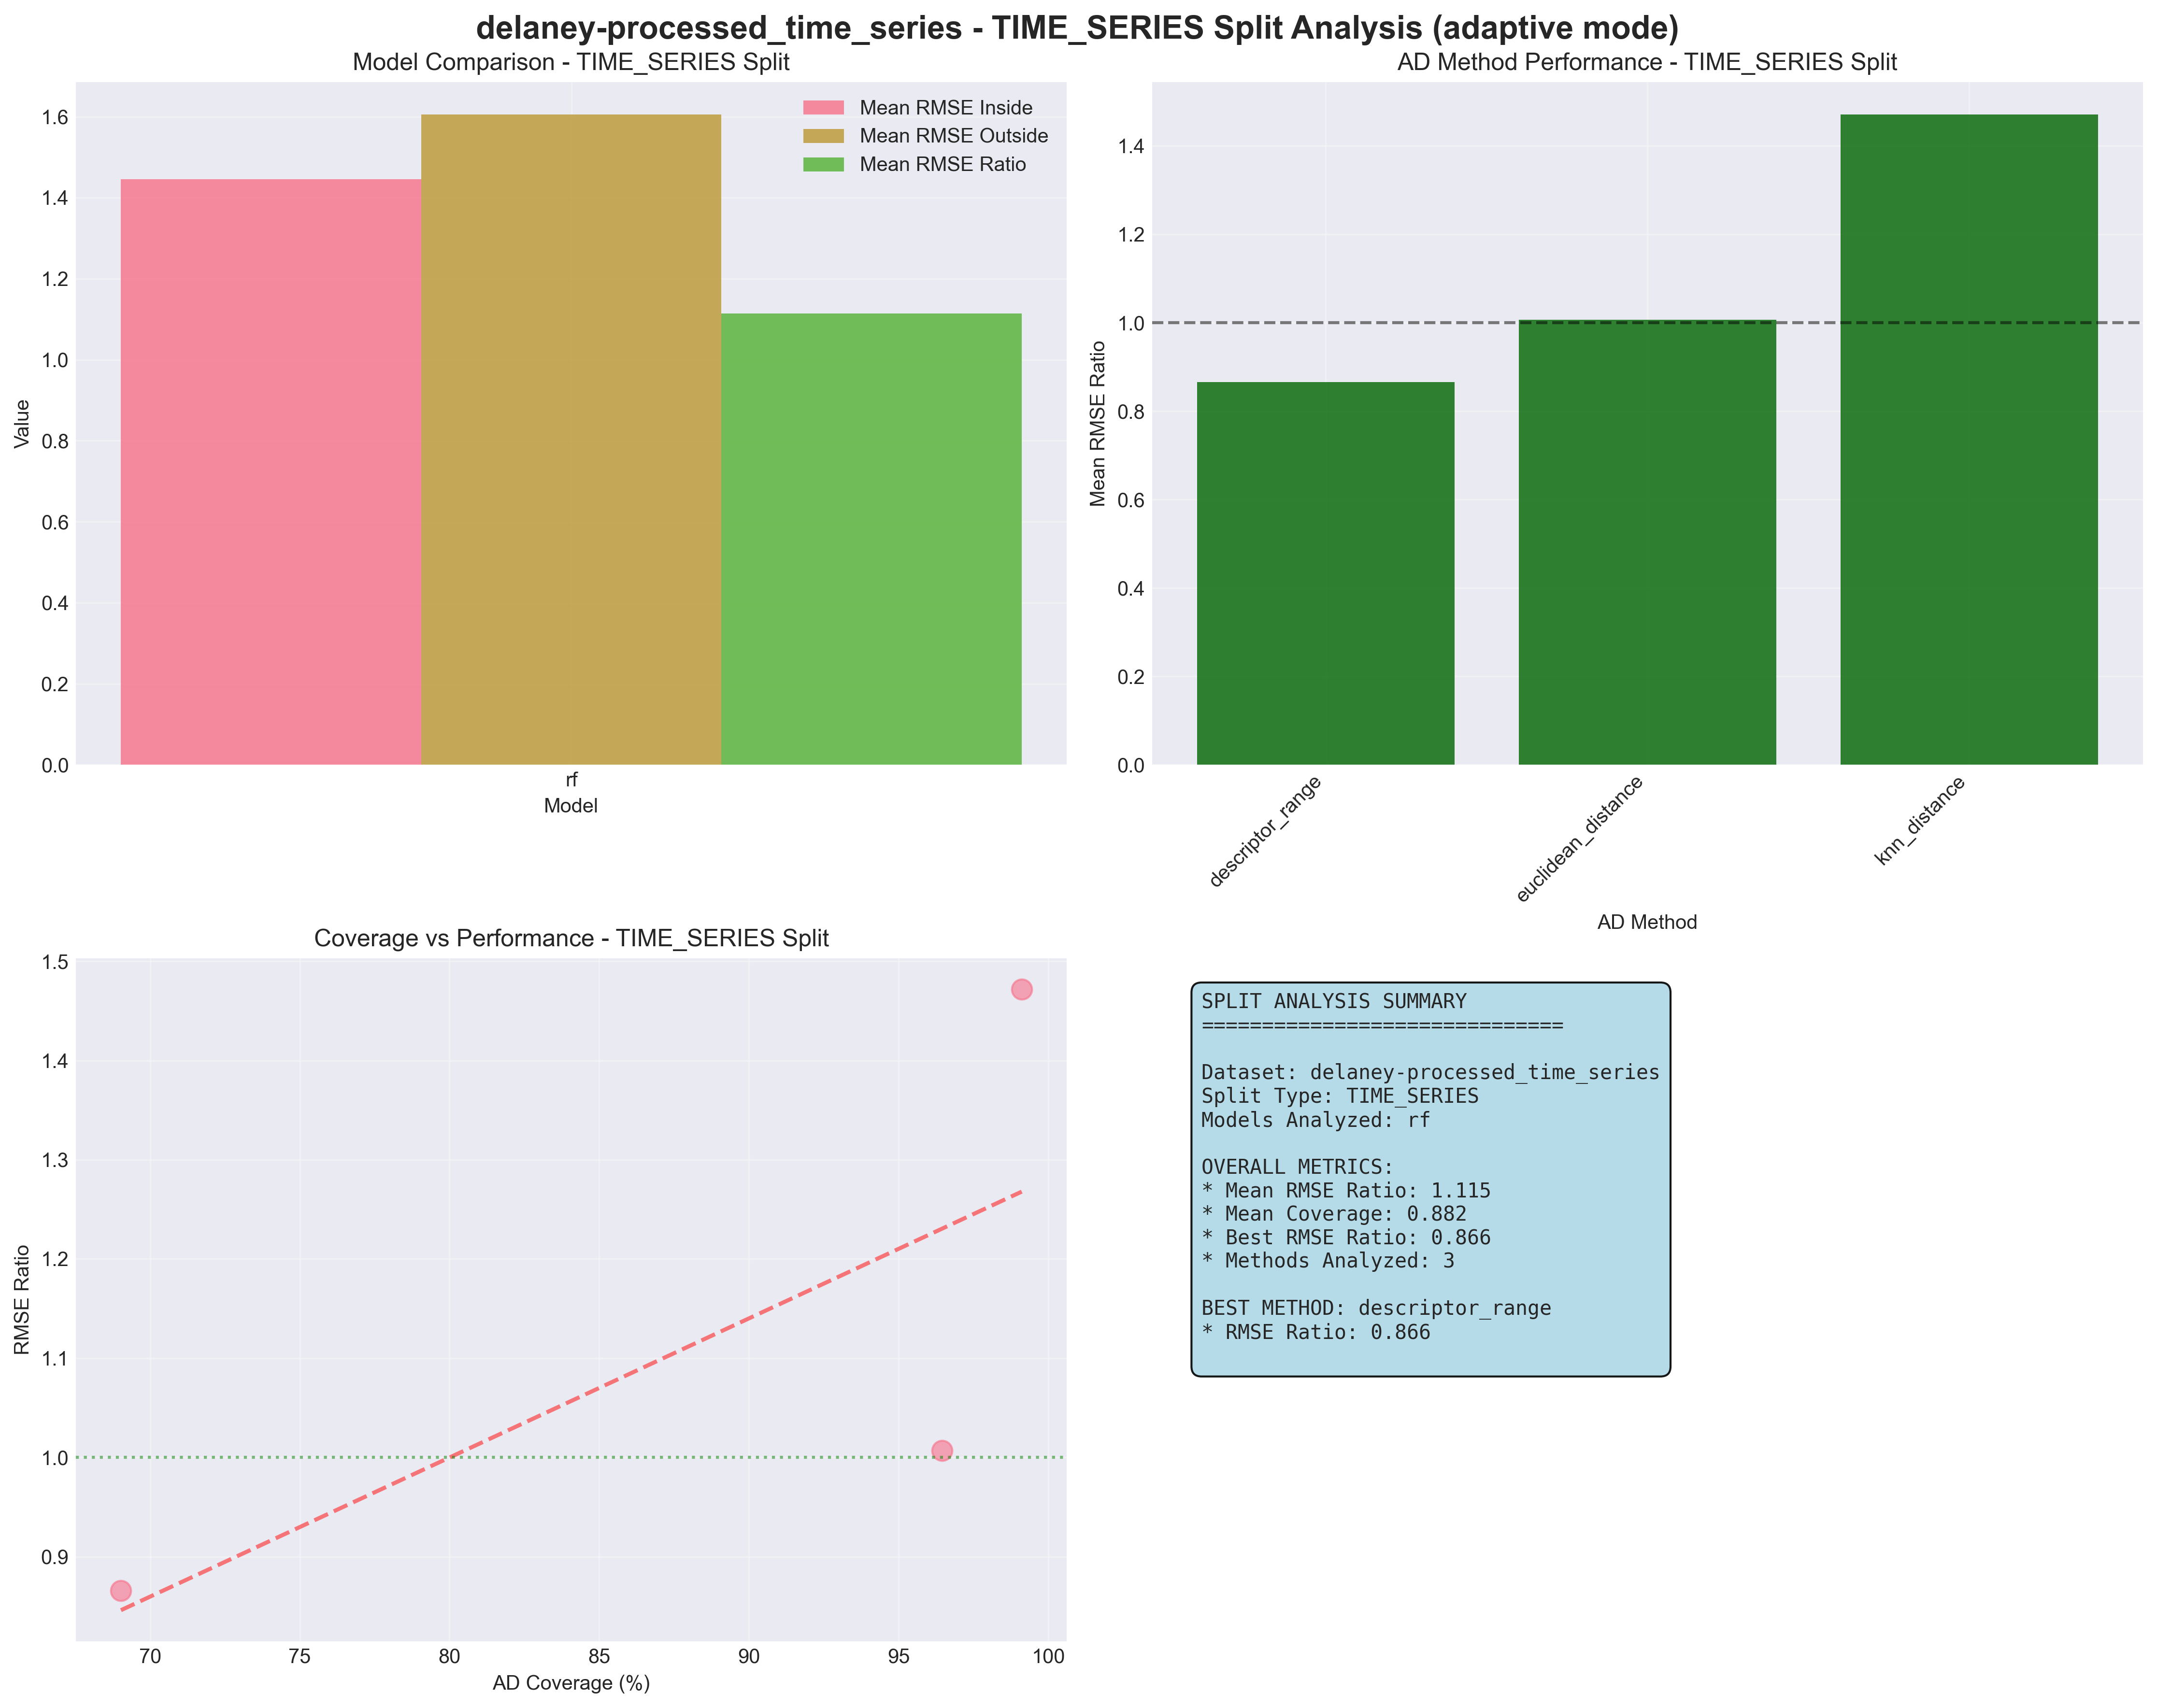 delaney-processed_time_series - TIME_SERIES Split Analysis (adaptive mode)
Model Comparison - TIME_SERIES Split
Mean RMSE Inside
Mean RMSE Outside
Mean RMSE Ratio
1.6
1.4
1.2
1.0
0.8
0.6
0.4
0.2
0.0
Value
rf
Model
AD Method Performance - TIME_SERIES Split
1.4
1.2
1.0
0.8
0.6
0.4
0.2
0.0
Mean RMSE Ratio
descriptor_range
euclidean_distance
knn_distance
AD Method
Coverage vs Performance - TIME_SERIES Split
1.5
1.4
1.3
1.2
1.1
1.0
0.9
RMSE Ratio
70 75 80 85 90 95 100
AD Coverage (%)
SPLIT ANALYSIS SUMMARY
==============================
Dataset: delaney-processed_time_series
Split Type: TIME_SERIES
Models Analyzed: rf
OVERALL METRICS:
* Mean RMSE Ratio: 1.115
* Mean Coverage: 0.882
* Best RMSE Ratio: 0.866
* Methods Analyzed: 3
BEST METHOD: descriptor_range
* RMSE Ratio: 0.866